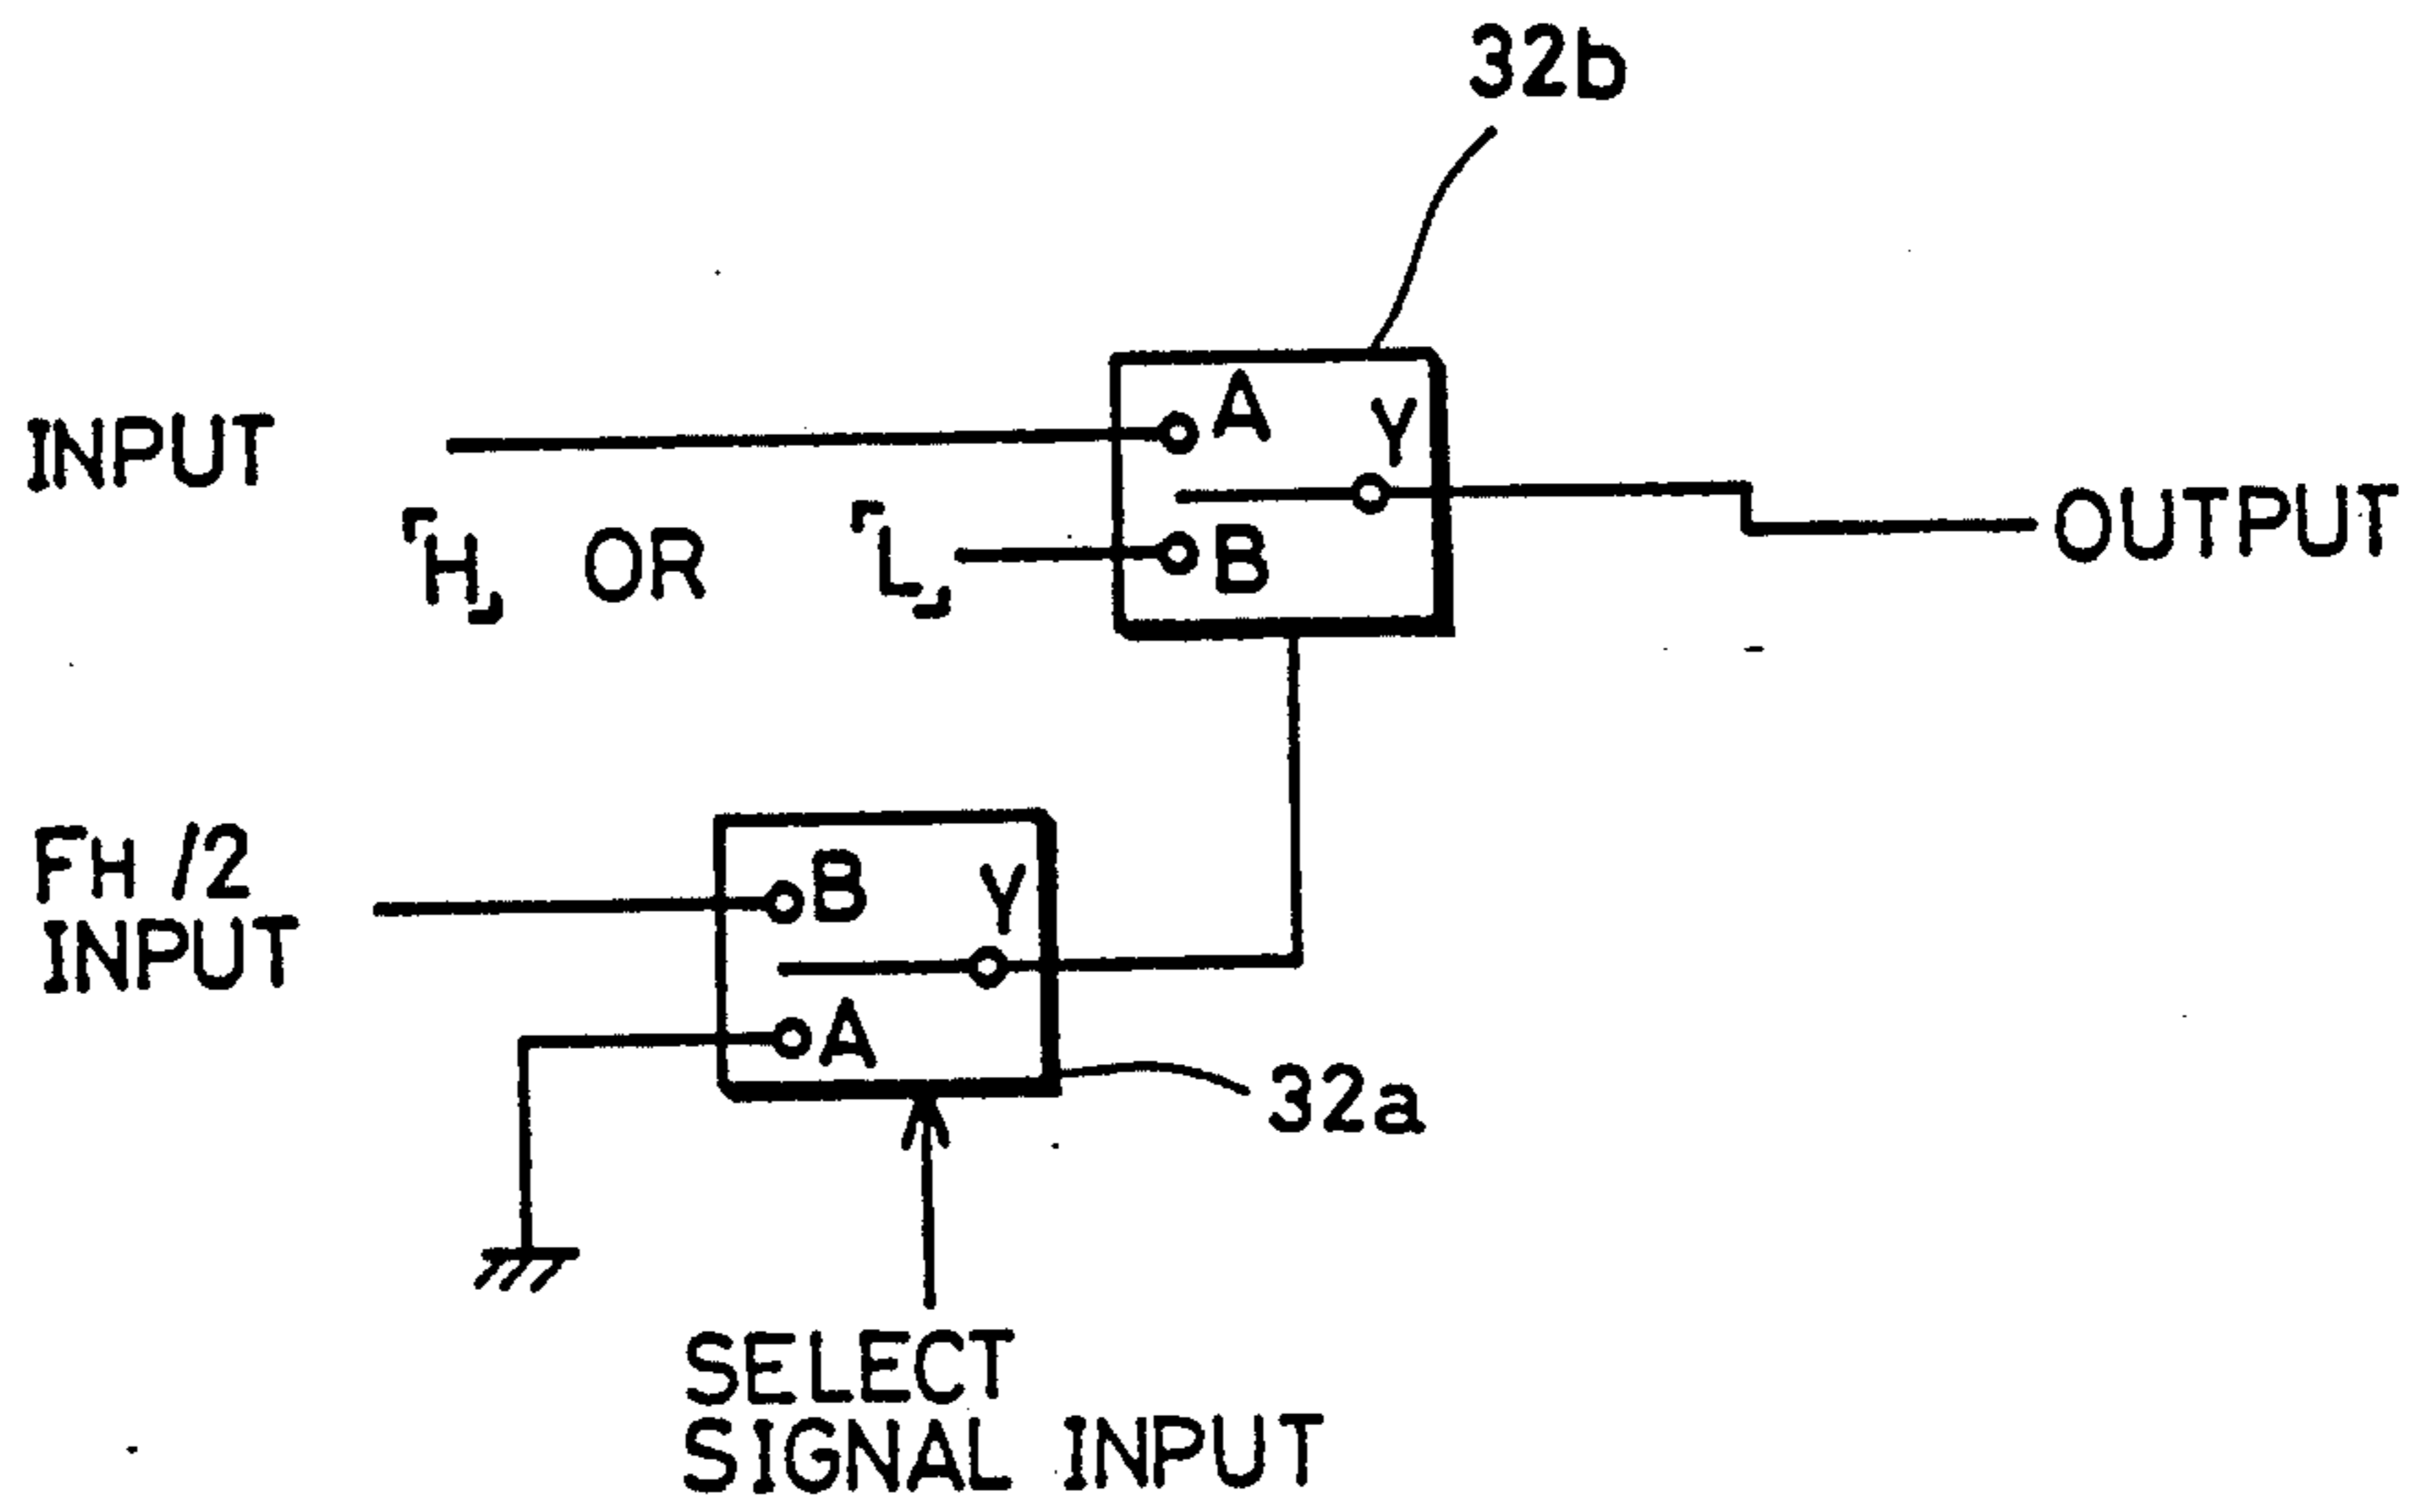 32b
INPUT
A
Y
「H」 OR 「L」
B
OUTPUT
FH /2
INPUT
B
Y
A
32a
SELECT
SIGNAL INPUT